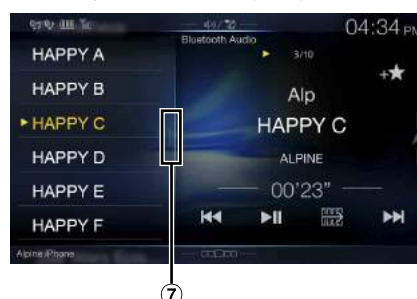 04:34 PM
Bluetooth Audio
3/10
HAPPY A
HAPPY B
HAPPY C
HAPPY D
HAPPY E
HAPPY F
Alp
HAPPY C
ALPINE
00'23"
Alpine iPhone
7